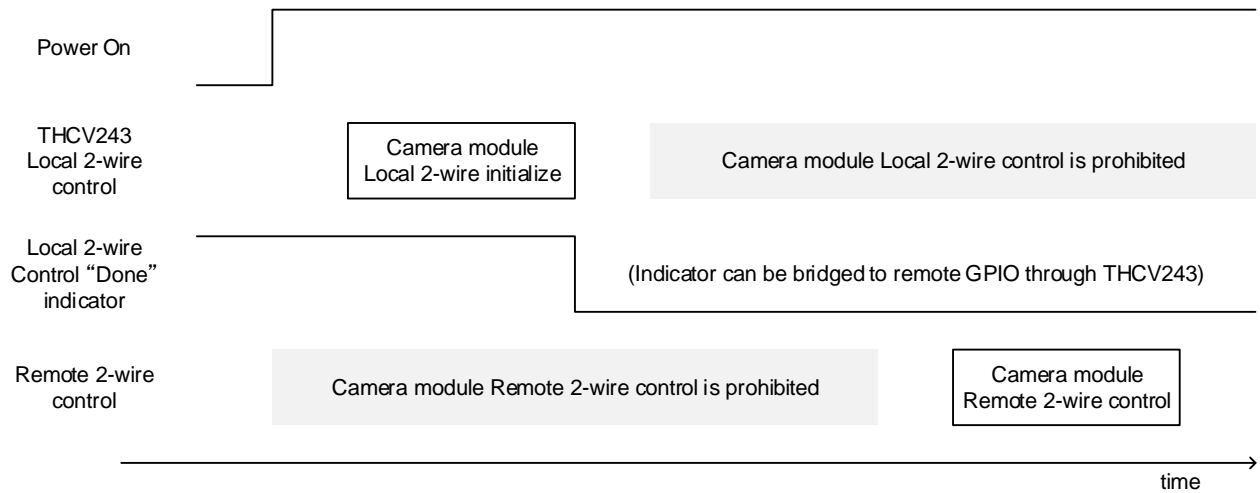 Power On
THCV243
Local 2-wire
control
Camera module
Local 2-wire initialize
Camera module Local 2-wire control is prohibited
Local 2-wire
Control “Done”
indicator
(Indicator can be bridged to remote GPIO through THCV243)
Remote 2-wire
control
Camera module Remote 2-wire control is prohibited
Camera module
Remote 2-wire control
time